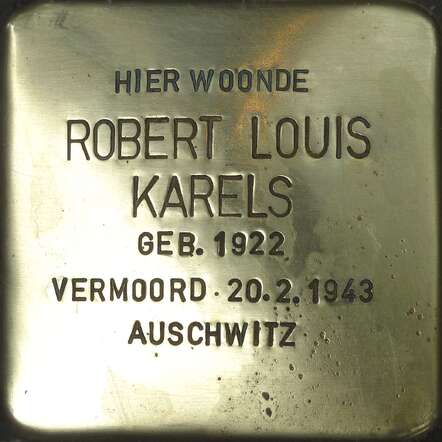 HIER WOONDE
ROBERT LOUIS
KARELS
GEB. 1922
VERMOORD · 20.2.1943
AUSCHWITZ